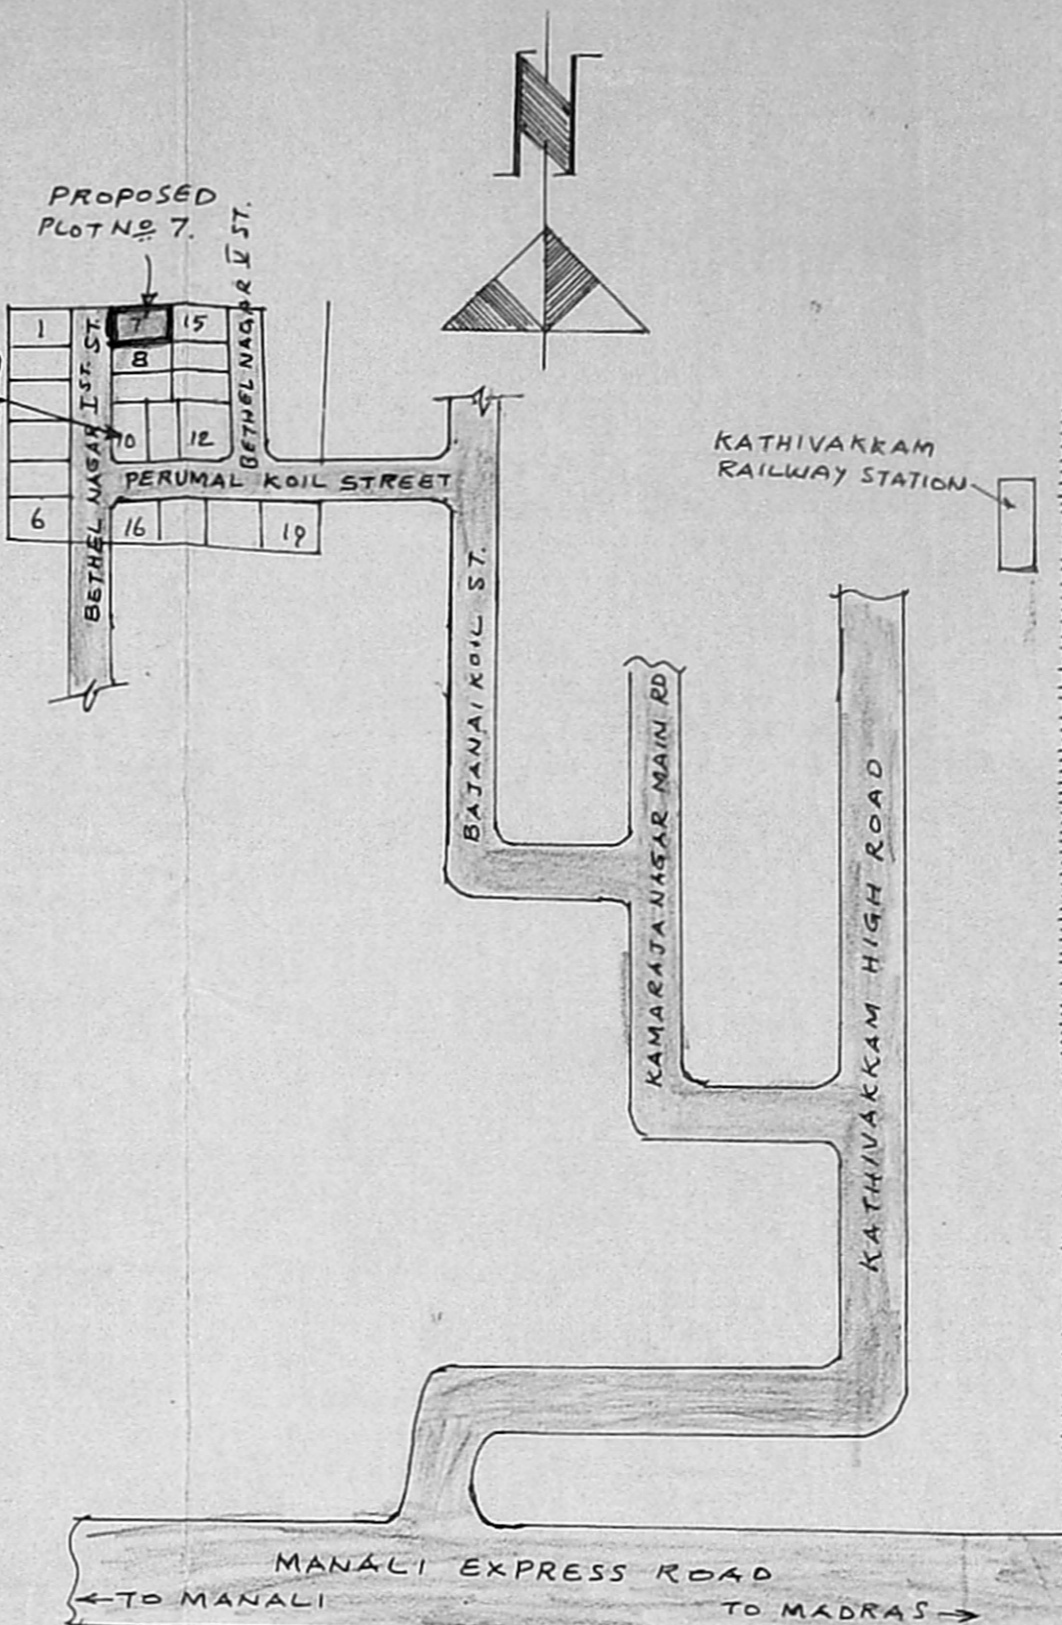 N
PROPOSED
PLOT No 7.
BETHEL NAGAR V ST.
1
7
15
8
BETHEL NAGAR I ST. ST.
10
12
PERUMAL KOIL STREET
6
16
19
KATHIVAKKAM
RAILWAY STATION
BAJANAI KOIL ST.
KAMARAJA NAGAR MAIN RD
KATHIVAKKAM HIGH ROAD
MANALI EXPRESS ROAD
←TO MANALI
TO MADRAS→